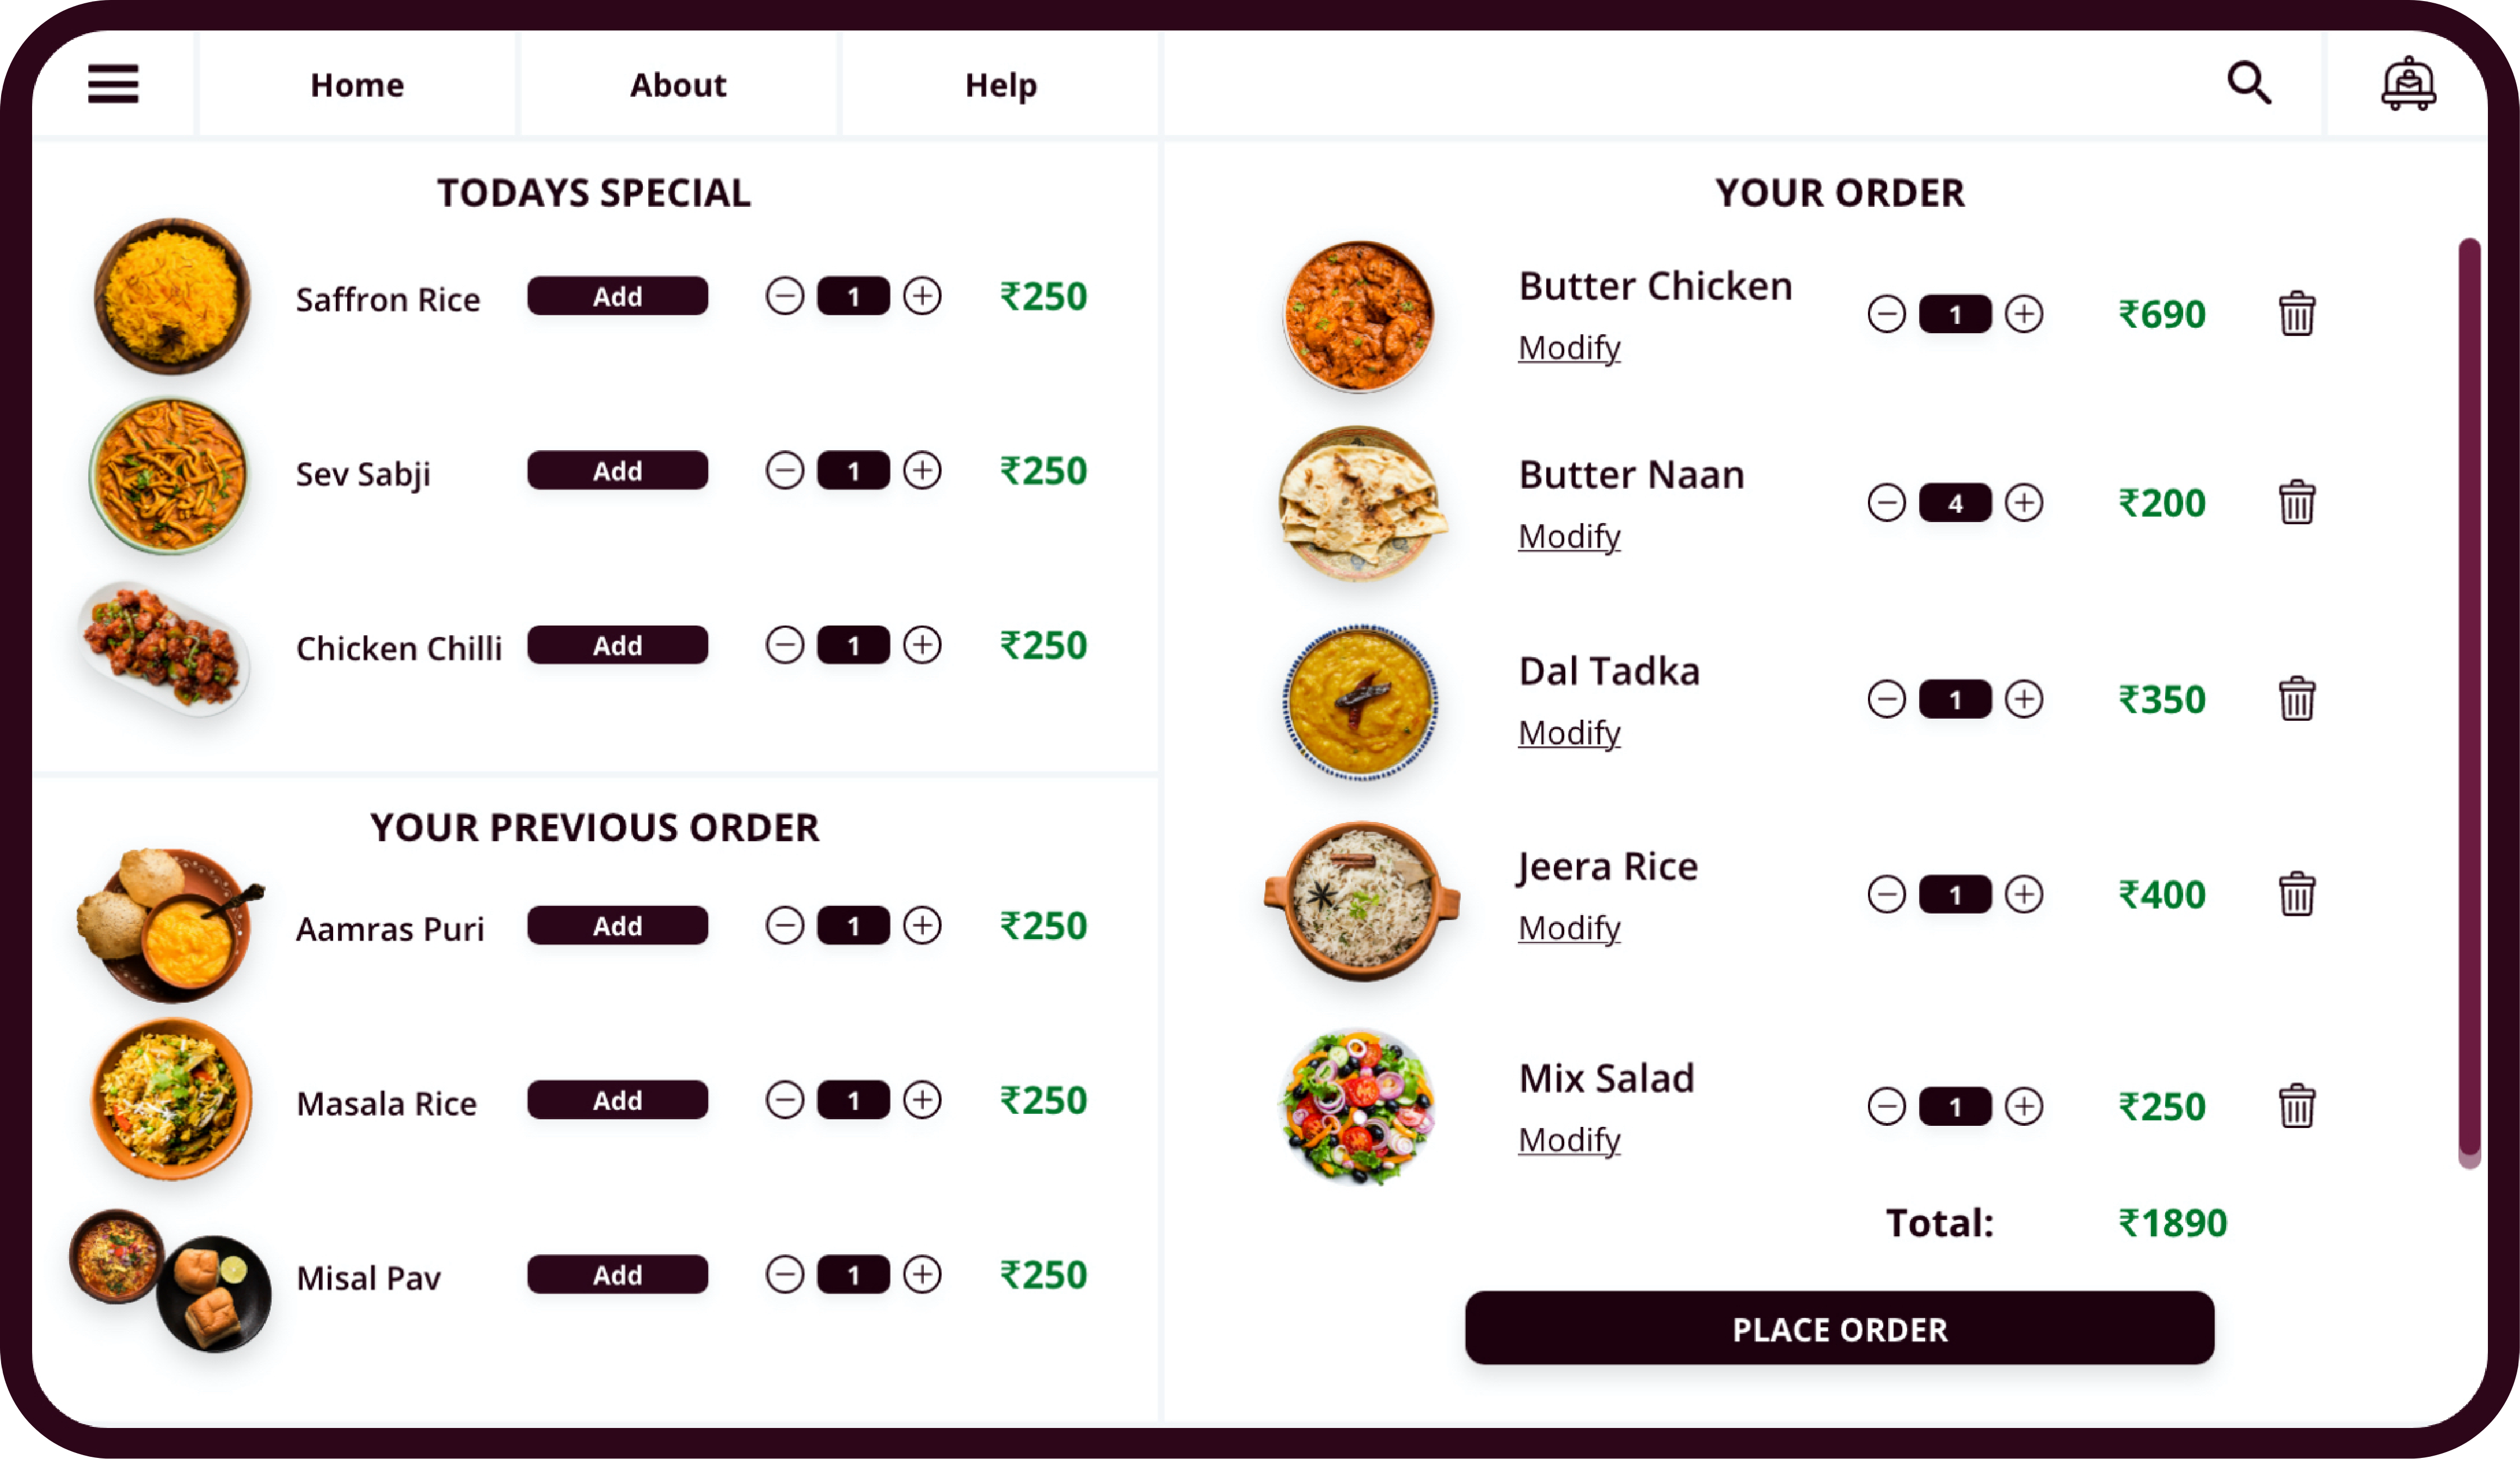 Home
About
Help
TODAYS SPECIAL
Saffron Rice Add 1 ₹250
Sev Sabji Add 1 ₹250
Chicken Chilli Add 1 ₹250
YOUR PREVIOUS ORDER
Aamras Puri Add 1 ₹250
Masala Rice Add 1 ₹250
Misal Pav Add 1 ₹250
YOUR ORDER
Butter Chicken 1 ₹690
Modify
Butter Naan 4 ₹200
Modify
Dal Tadka 1 ₹350
Modify
Jeera Rice 1 ₹400
Modify
Mix Salad 1 ₹250
Modify
Total: ₹1890
PLACE ORDER